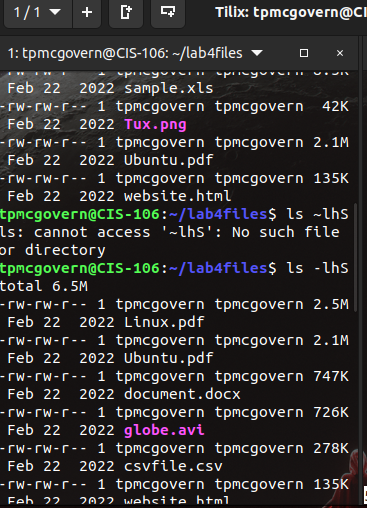 1 / 1 Tilix: tpmcgovern@CI
1: tpmcgovern@CIS-106: ~/lab4files
-rw-rw-r-- 1 tpmcgovern tpmcgovern
Feb 22 2022 sample.xls
-rw-rw-r-- 1 tpmcgovern tpmcgovern 42K
Feb 22 2022 Tux.png
-rw-rw-r-- 1 tpmcgovern tpmcgovern 2.1M
Feb 22 2022 Ubuntu.pdf
-rw-rw-r-- 1 tpmcgovern tpmcgovern 135K
Feb 22 2022 website.html
tpmcgovern@CIS-106:~/lab4files$ ls ~lhS
ls: cannot access '~lhS': No such file
or directory
tpmcgovern@CIS-106:~/lab4files$ ls -lhS
total 6.5M
-rw-rw-r-- 1 tpmcgovern tpmcgovern 2.5M
Feb 22 2022 Linux.pdf
-rw-rw-r-- 1 tpmcgovern tpmcgovern 2.1M
Feb 22 2022 Ubuntu.pdf
-rw-rw-r-- 1 tpmcgovern tpmcgovern 747K
Feb 22 2022 document.docx
-rw-rw-r-- 1 tpmcgovern tpmcgovern 726K
Feb 22 2022 globe.avi
-rw-rw-r-- 1 tpmcgovern tpmcgovern 278K
Feb 22 2022 csvfile.csv
-rw-rw-r-- 1 tpmcgovern tpmcgovern 135K
Feb 22 2022 website.html